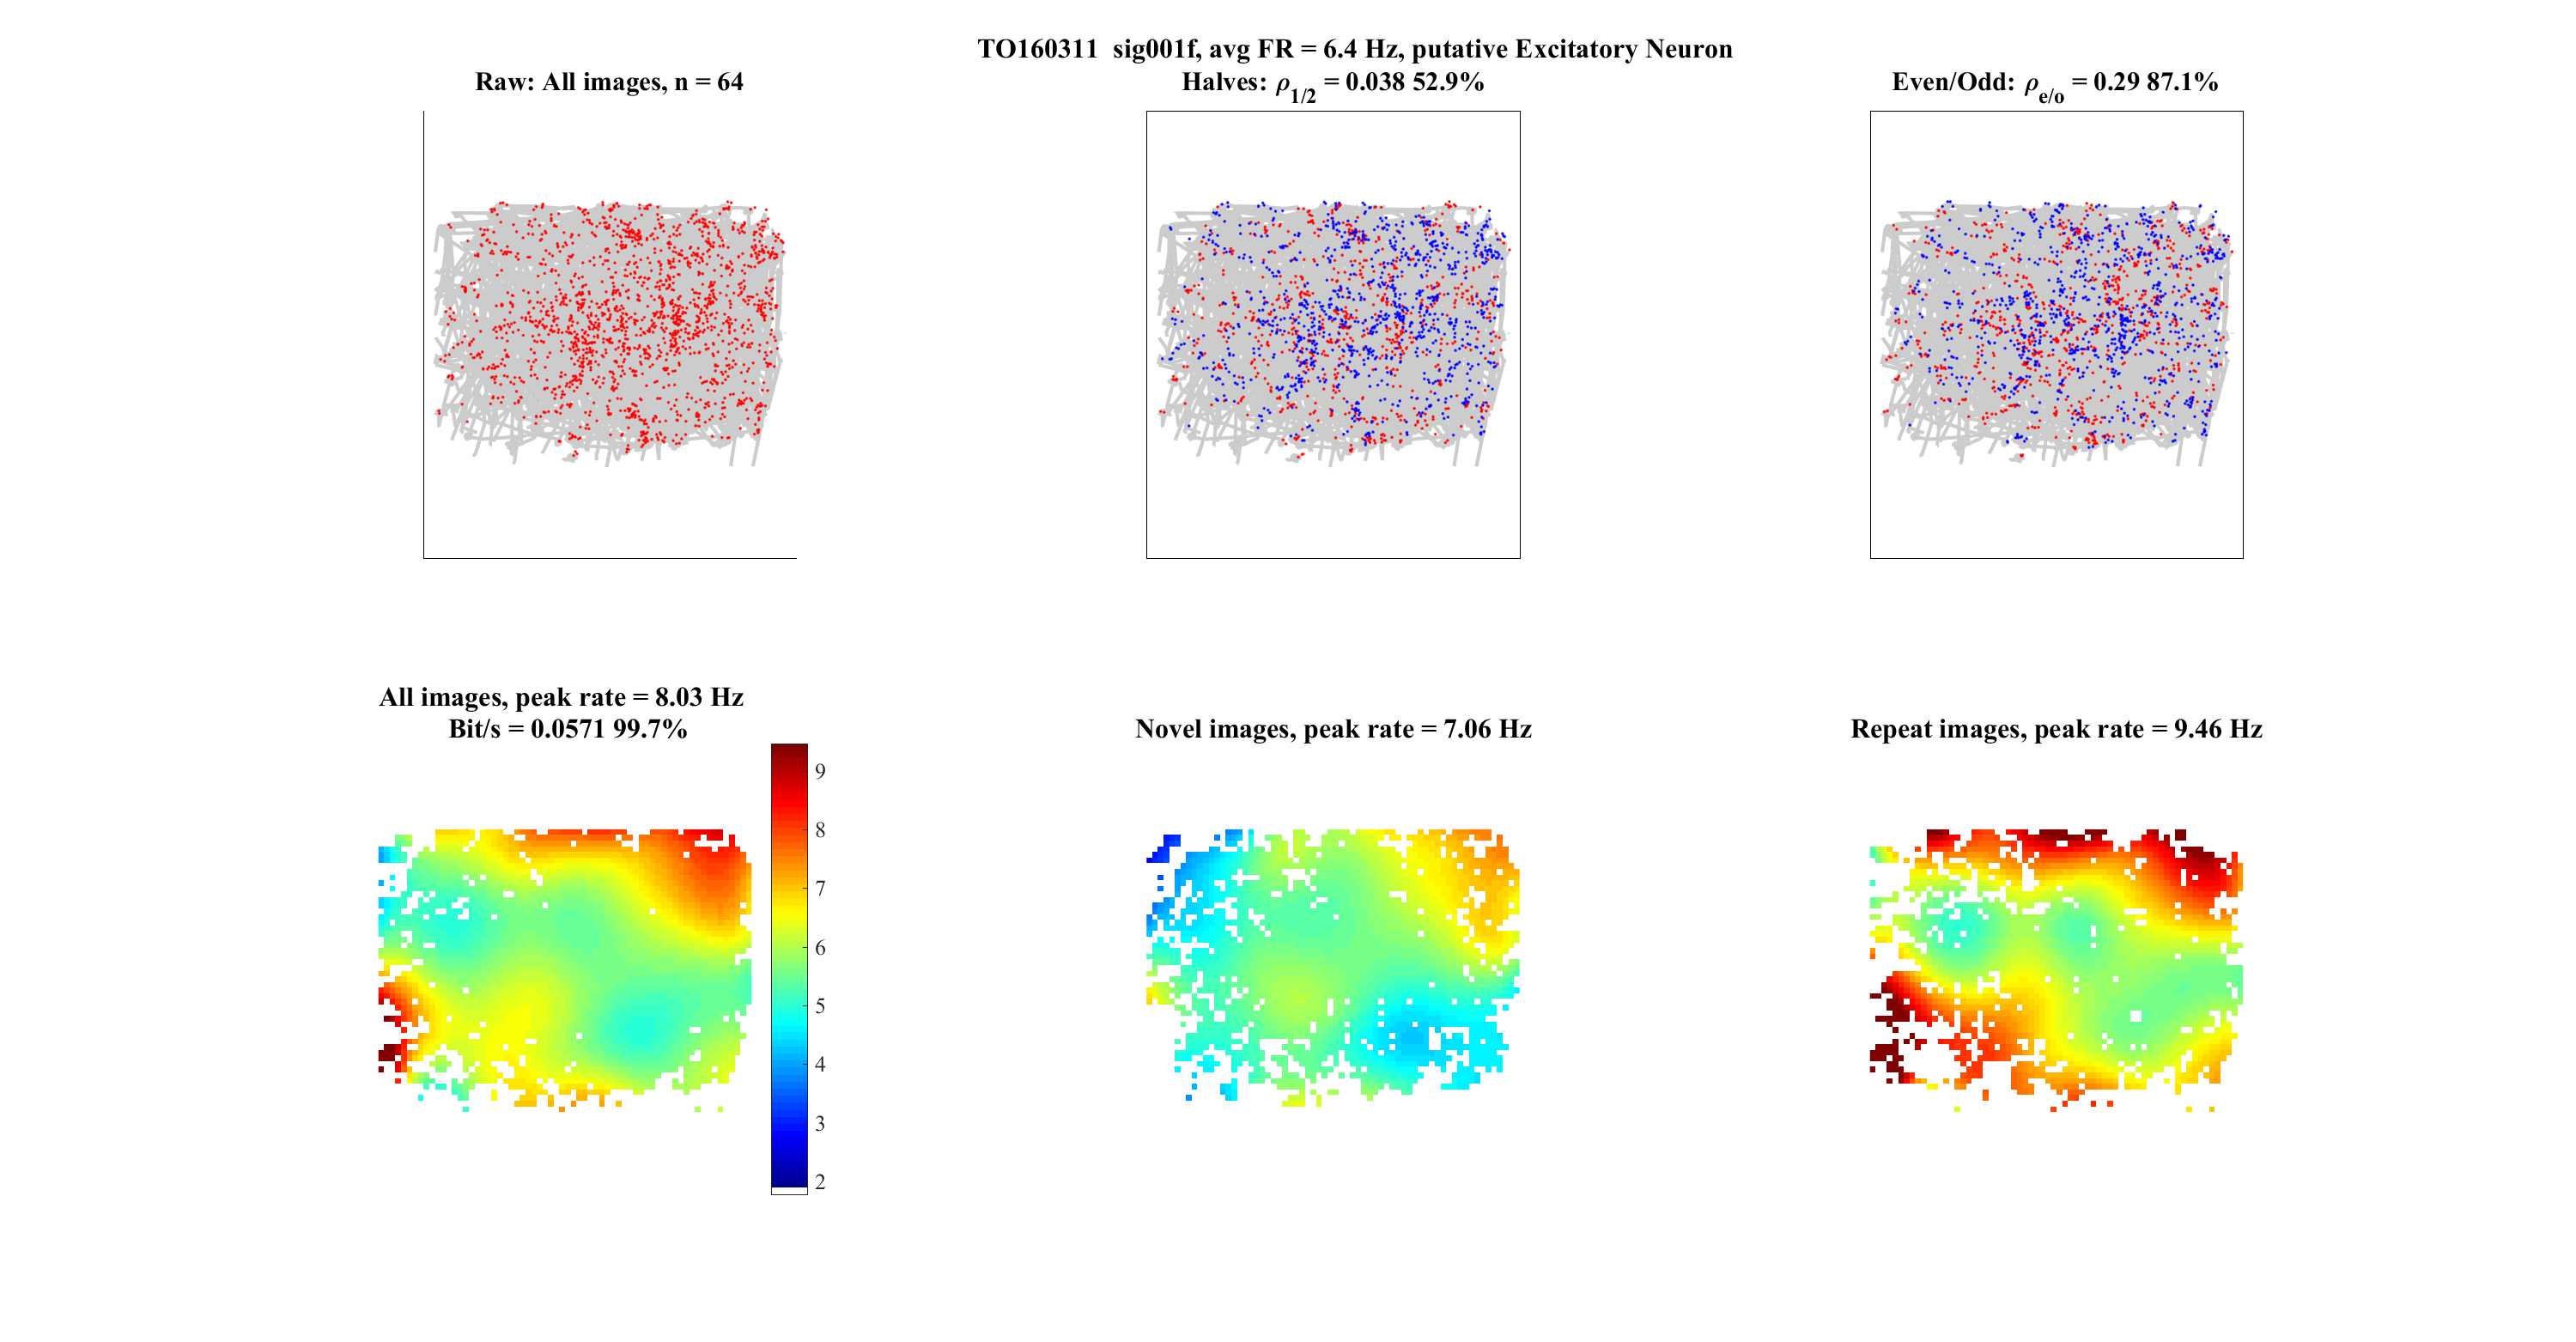 TO160311  sig001f, avg FR = 6.4 Hz, putative Excitatory Neuron
Raw: All images, n = 64
Halves: ρ1/2 = 0.038 52.9%
Even/Odd: ρe/o = 0.29 87.1%
All images, peak rate = 8.03 Hz
Bit/s = 0.0571 99.7%
Novel images, peak rate = 7.06 Hz
Repeat images, peak rate = 9.46 Hz
9
8
7
6
5
4
3
2